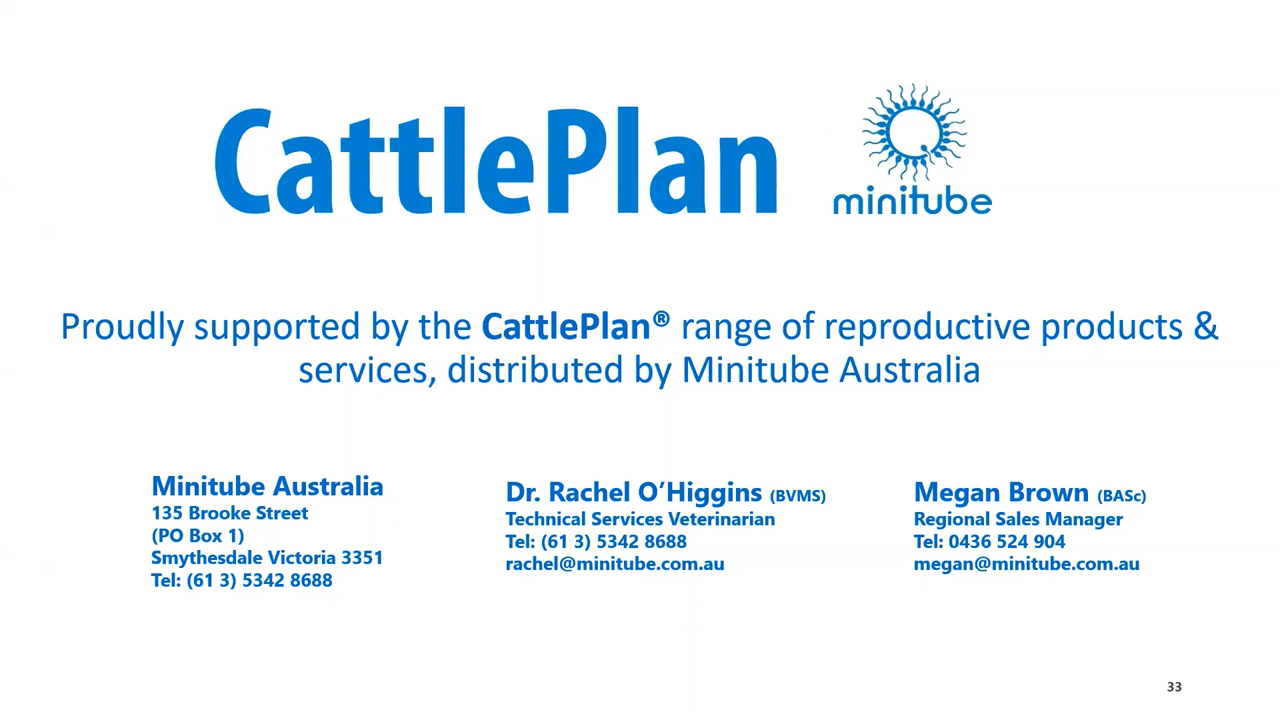 CattlePlan
minitube
Proudly supported by the CattlePlan® range of reproductive products &
services, distributed by Minitube Australia
Minitube Australia
135 Brooke Street
(PO Box 1)
Smythesdale Victoria 3351
Tel: (61 3) 5342 8688
Dr. Rachel O’Higgins (BVMS)
Technical Services Veterinarian
Tel: (61 3) 5342 8688
rachel@minitube.com.au
Megan Brown (BASc)
Regional Sales Manager
Tel: 0436 524 904
megan@minitube.com.au
33